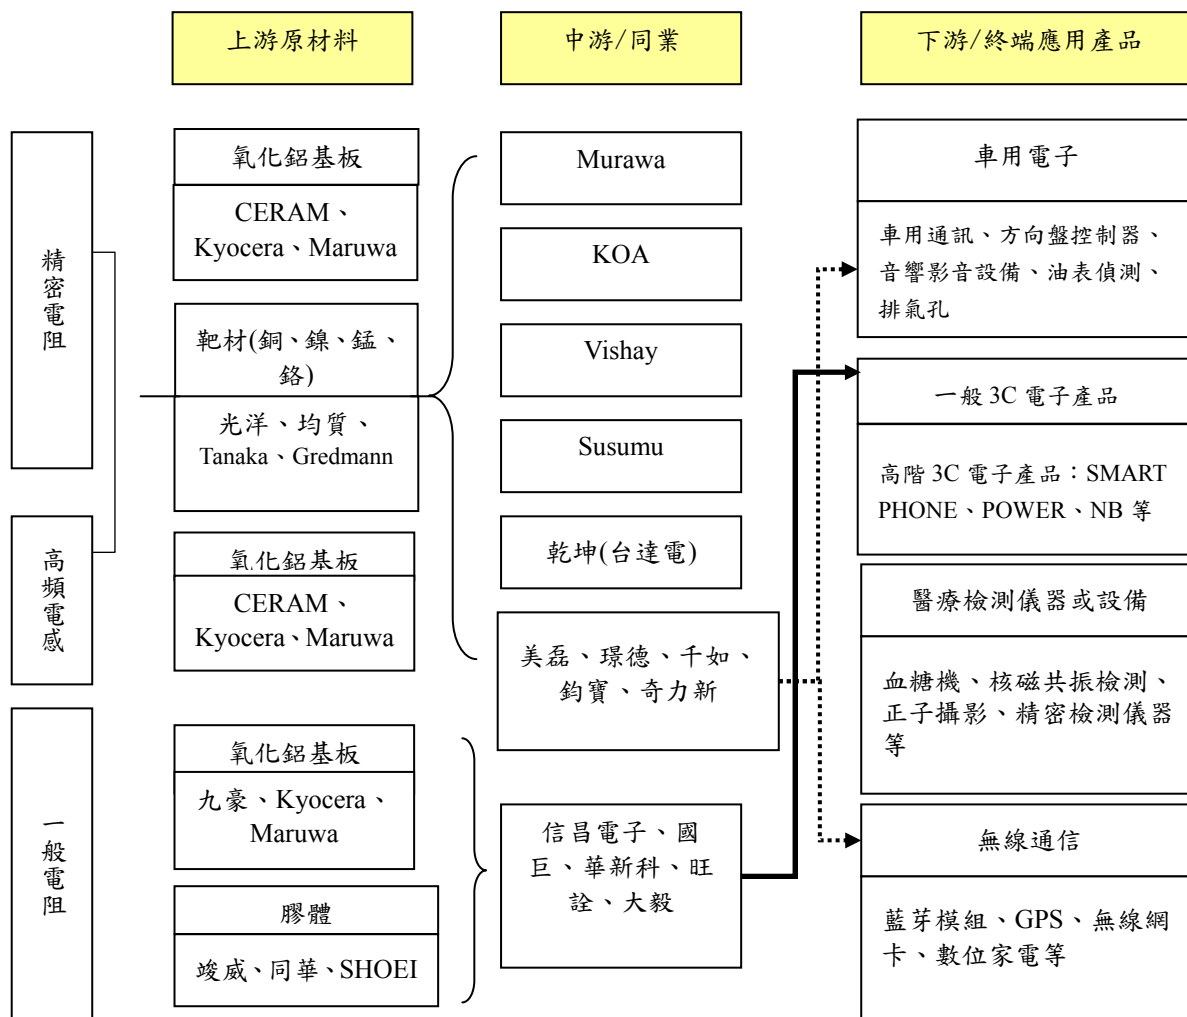 上游原材料
中游/同業
下游/終端應用產品
精密電阻
高頻電感
一般電阻
氧化鋁基板
CERAM、
Kyocera、Maruwa
靶材(銅、鎳、錳、
鉻)
光洋、均質、
Tanaka、Gredmann
氧化鋁基板
CERAM、
Kyocera、Maruwa
氧化鋁基板
九豪、Kyocera、
Maruwa
膠體
竣威、同華、SHOEI
Murawa
KOA
Vishay
Susumu
乾坤(台達電)
美磊、璟德、千如、
鈞寶、奇力新
信昌電子、國
巨、華新科、旺
詮、大毅
車用電子
車用通訊、方向盤控制器、
音響影音設備、油表偵測、
排氣孔
一般 3C 電子產品
高階 3C 電子產品：SMART
PHONE、POWER、NB 等
醫療檢測儀器或設備
血糖機、核磁共振檢測、
正子攝影、精密檢測儀器
等
無線通信
藍芽模組、GPS、無線網
卡、數位家電等